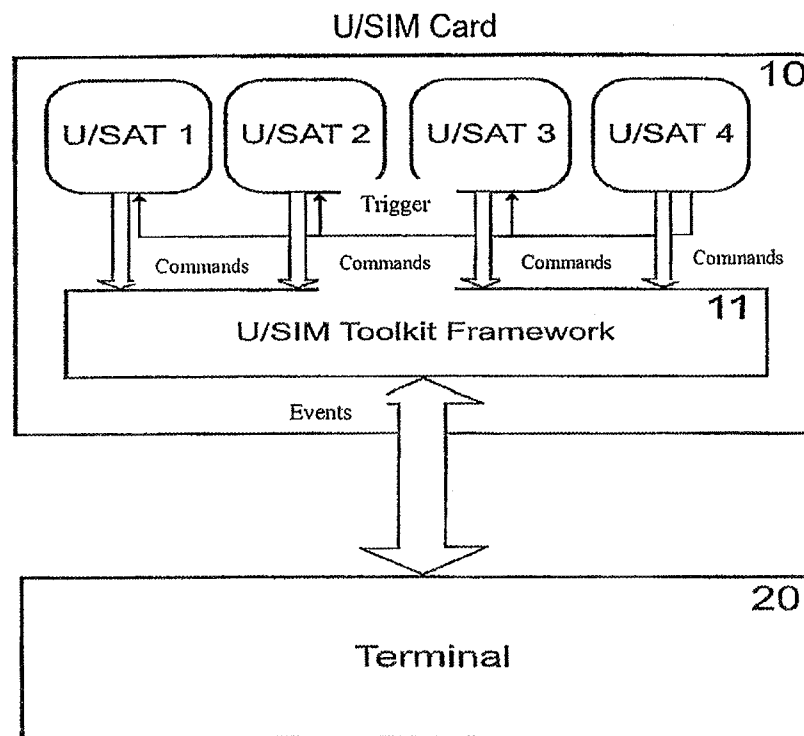 U/SIM Card
10
U/SAT 1 U/SAT 2 U/SAT 3 U/SAT 4
Trigger
Commands Commands Commands Commands
11
U/SIM Toolkit Framework
Events
20
Terminal